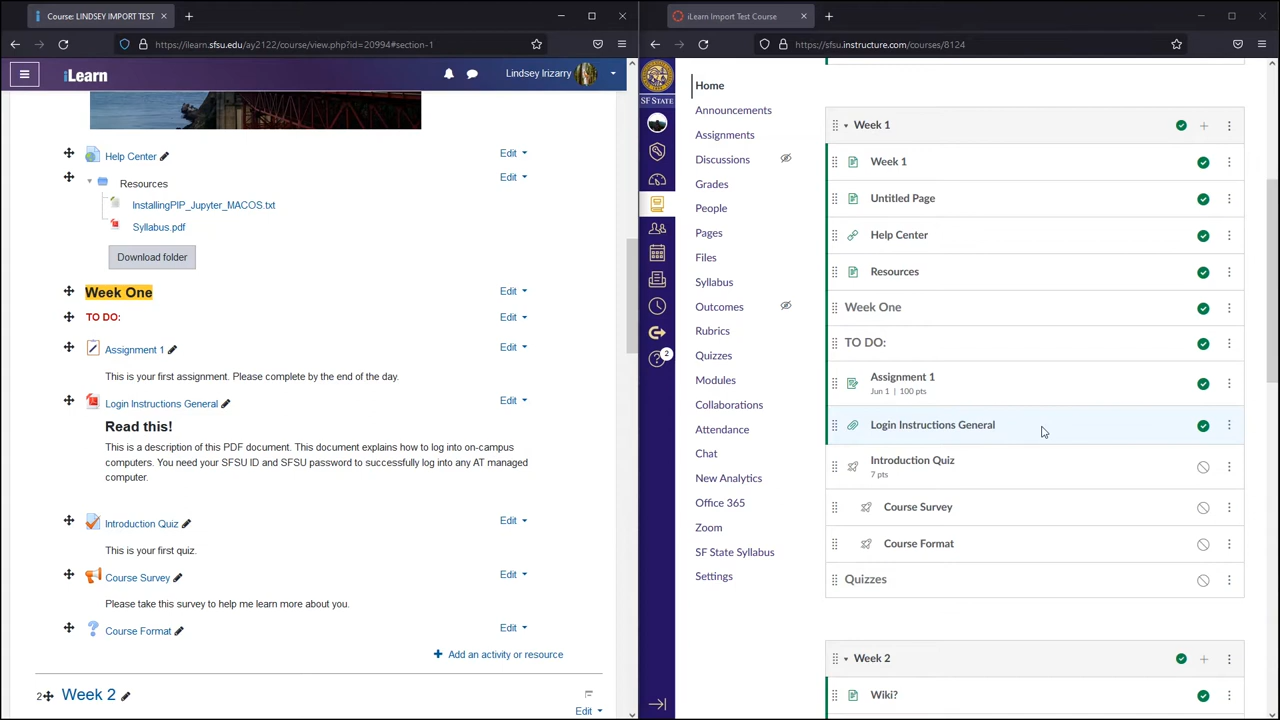 Course: LINDSEY IMPORT TEST
https://ilearn.sfsu.edu/ay2122/course/view.php?id=20994#section-1
iLearn
Lindsey Irizarry
Help Center
Edit
Resources
Edit
InstallingPIP_Jupyter_MACOS.txt
Syllabus.pdf
Download folder
Week One
Edit
TO DO:
Edit
Assignment 1
Edit
This is your first assignment. Please complete by the end of the day.
Login Instructions General
Edit
Read this!
This is a description of this PDF document. This document explains how to log into on-campus
computers. You need your SFSU ID and SFSU password to successfully log into any AT managed
computer.
Introduction Quiz
Edit
This is your first quiz.
Course Survey
Edit
Please take this survey to help me learn more about you.
Course Format
Edit
Add an activity or resource
2
Week 2
Edit
iLearn Import Test Course
https://sfsu.instructure.com/courses/8124
SF STATE
2
Home
Announcements
Assignments
Discussions
Grades
People
Pages
Files
Syllabus
Outcomes
Rubrics
Quizzes
Modules
Collaborations
Attendance
Chat
New Analytics
Office 365
Zoom
SF State Syllabus
Settings
Week 1
Week 1
Untitled Page
Help Center
Resources
Week One
TO DO:
Assignment 1
Jun 1 | 100 pts
Login Instructions General
Introduction Quiz
7 pts
Course Survey
Course Format
Quizzes
Week 2
Wiki?